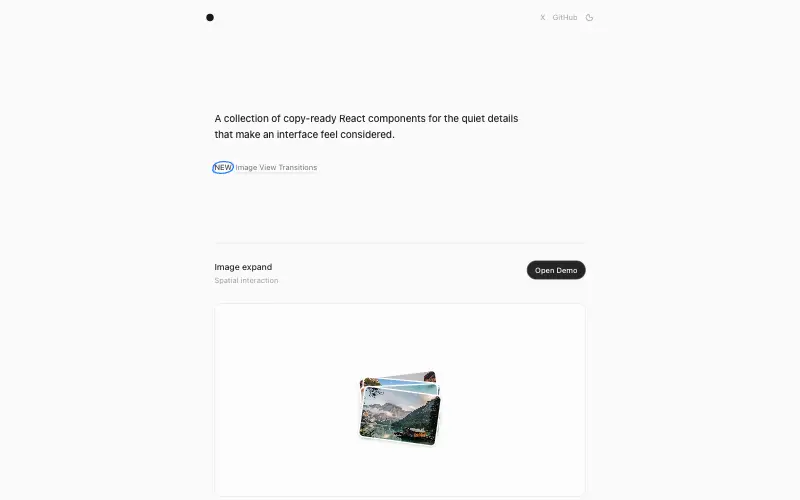 X GitHub
A collection of copy-ready React components for the quiet details
that make an interface feel considered.
NEW Image View Transitions
Image expand
Open Demo
Spatial interaction